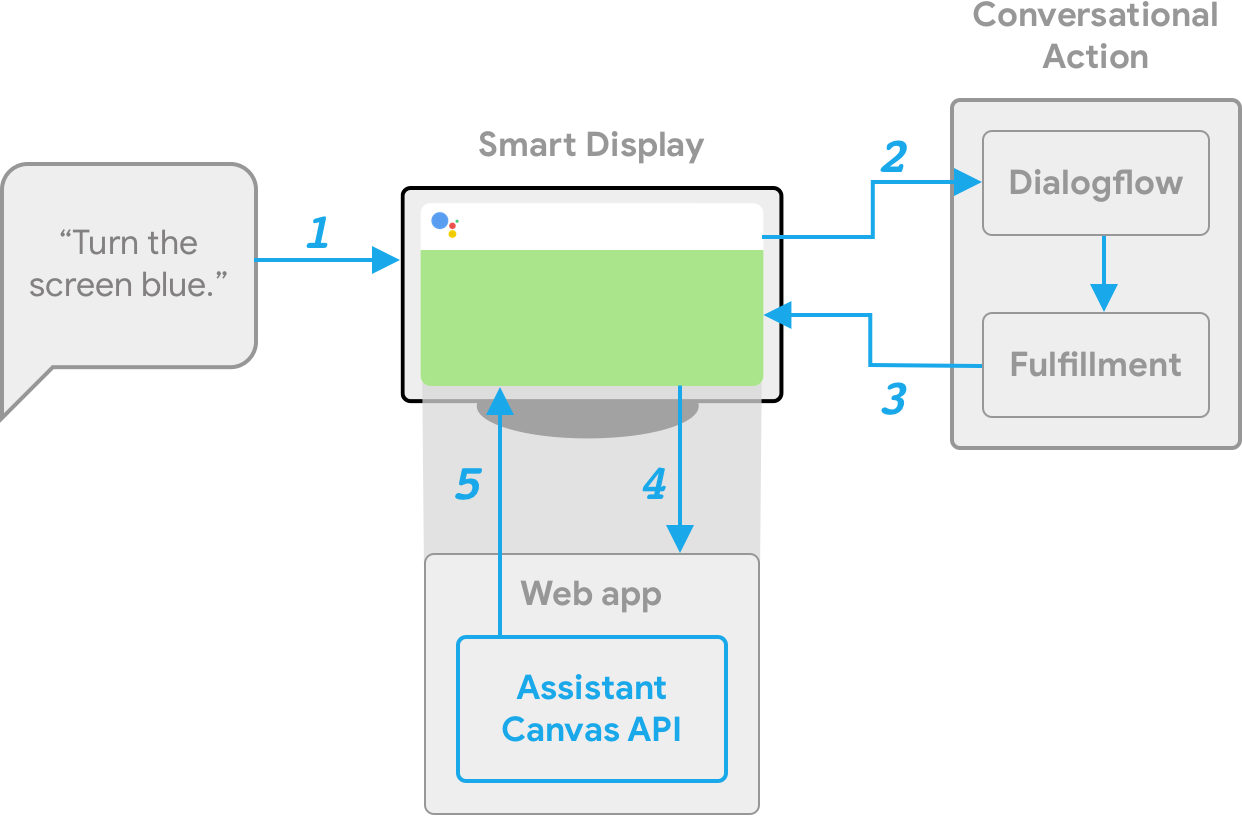 Conversational
Action
Smart Display
2
Dialogflow
“Turn the
screen blue.”
1
3
Fulfillment
5
4
Web app
Assistant
Canvas API